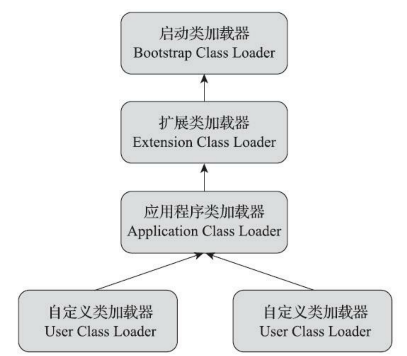 启动类加载器
Bootstrap Class Loader
扩展类加载器
Extension Class Loader
应用程序类加载器
Application Class Loader
自定义类加载器
User Class Loader
自定义类加载器
User Class Loader